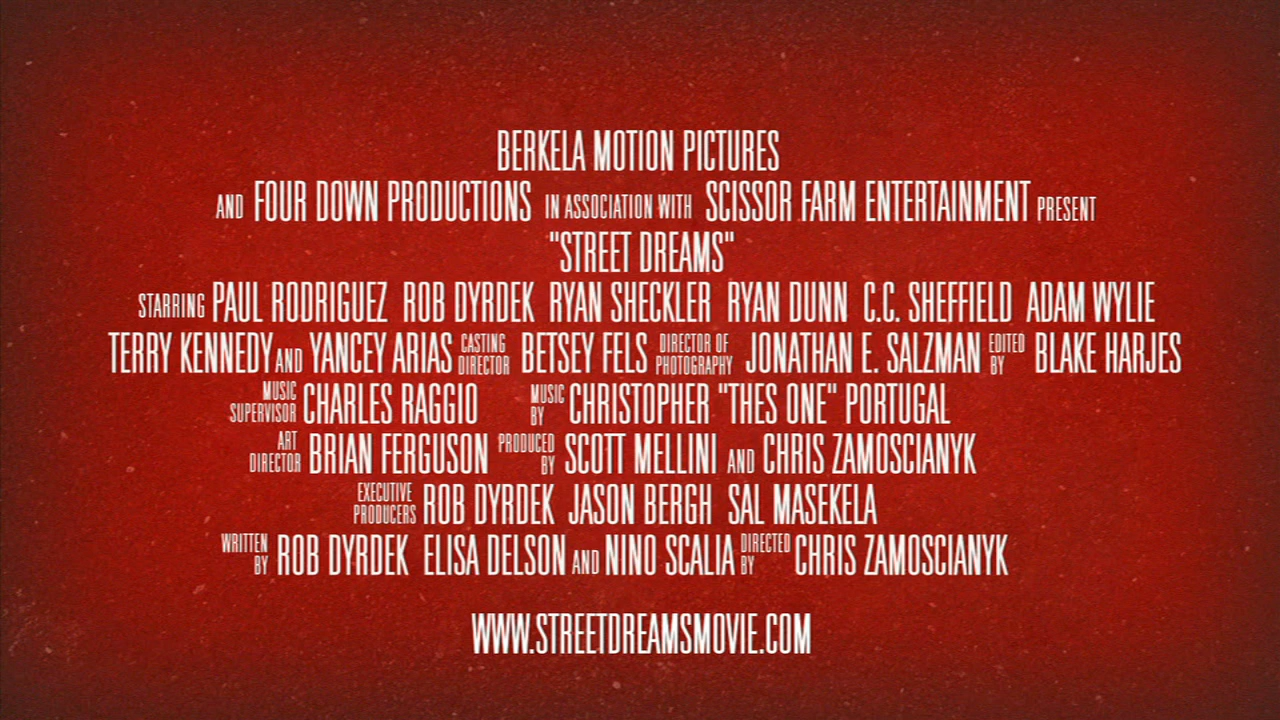 BERKELA MOTION PICTURES
AND FOUR DOWN PRODUCTIONS IN ASSOCIATION WITH SCISSOR FARM ENTERTAINMENT PRESENT
"STREET DREAMS"
STARRING PAUL RODRIGUEZ ROB DYRDEK RYAN SHECKLER RYAN DUNN C.C. SHEFFIELD ADAM WYLIE
TERRY KENNEDY AND YANCEY ARIAS CASTING DIRECTOR BETSEY FELS DIRECTOR OF PHOTOGRAPHY JONATHAN E. SALZMAN EDITED BY BLAKE HARJES
MUSIC SUPERVISOR CHARLES RAGGIO MUSIC BY CHRISTOPHER "THES ONE" PORTUGAL
ART DIRECTOR BRIAN FERGUSON PRODUCED BY SCOTT MELLINI AND CHRIS ZAMOSCIANYK
EXECUTIVE PRODUCERS ROB DYRDEK JASON BERGH SAL MASEKELA
WRITTEN BY ROB DYRDEK ELISA DELSON AND NINO SCALIA DIRECTED BY CHRIS ZAMOSCIANYK
WWW.STREETDREAMSMOVIE.COM